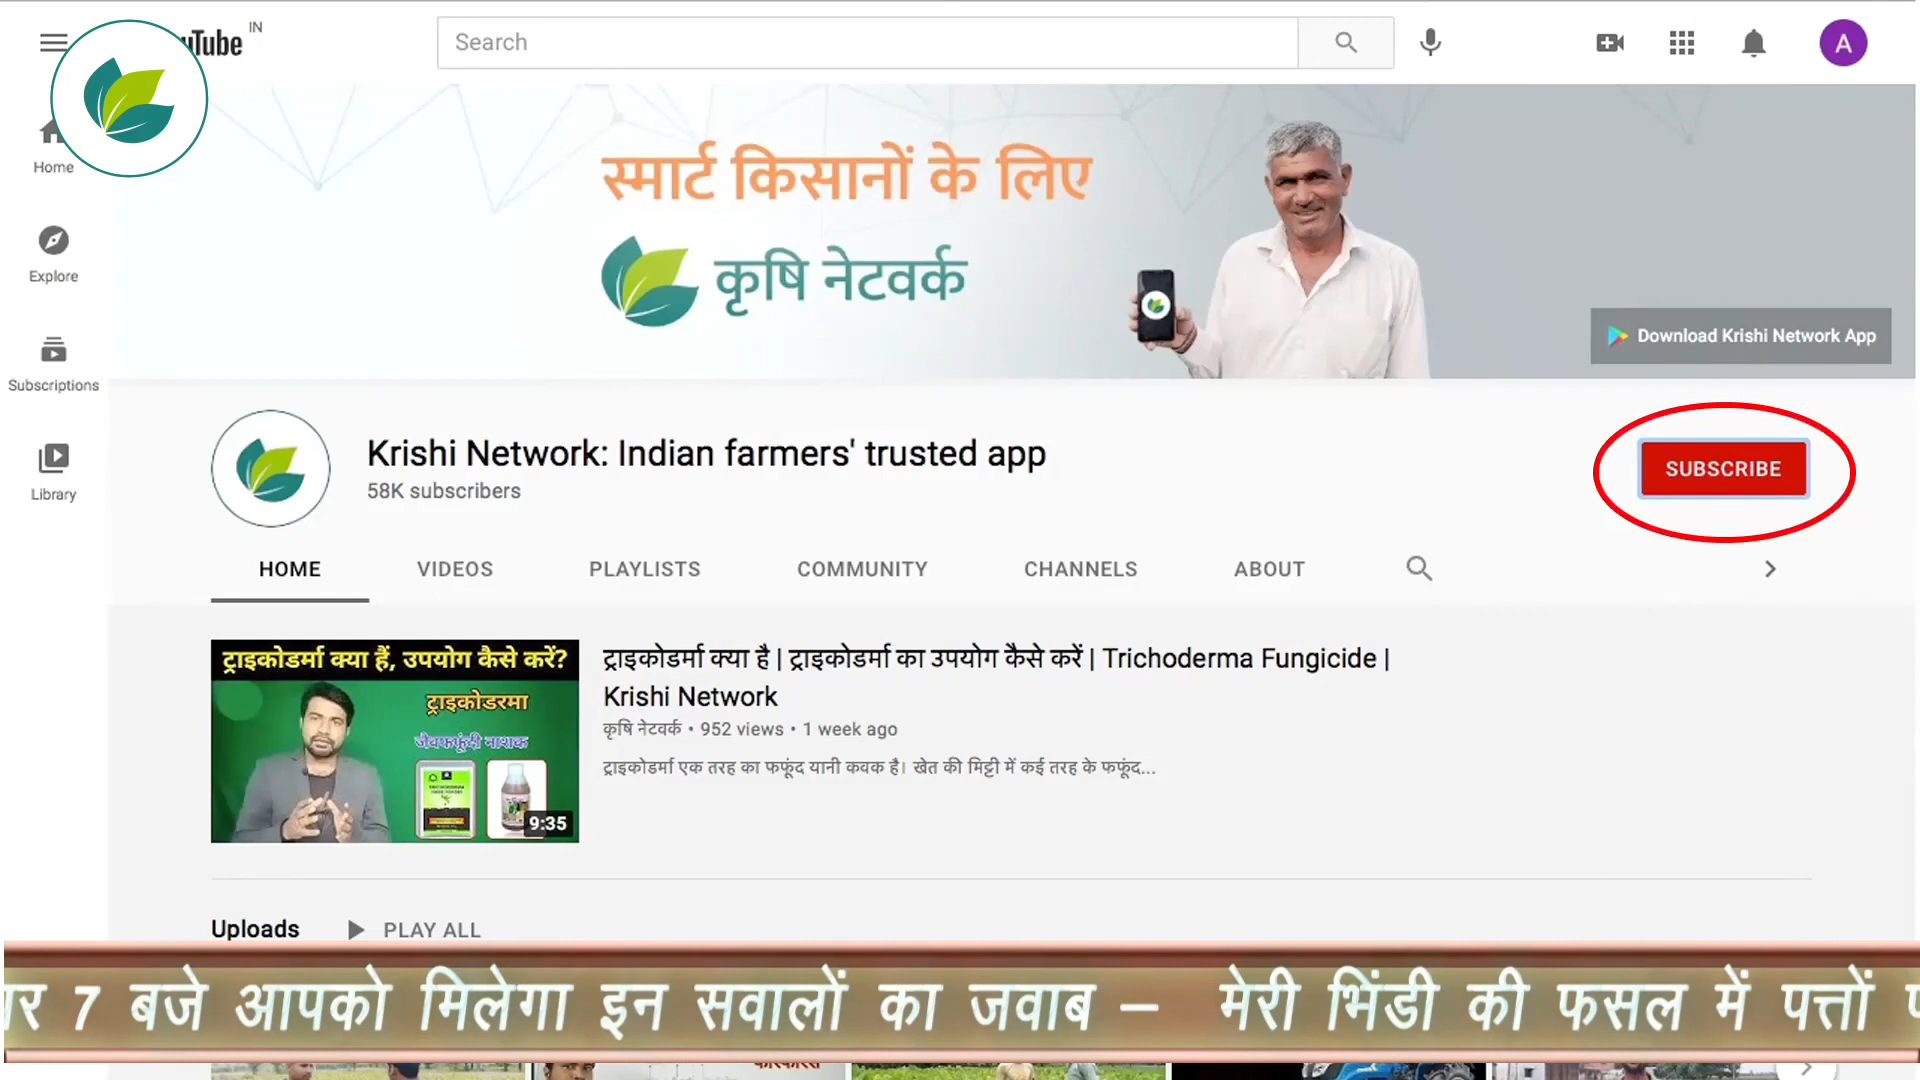 IN
Search
A
Home
स्मार्ट किसानों के लिए
कृषि नेटवर्क
Explore
Download Krishi Network App
Subscriptions
Krishi Network: Indian farmers' trusted app
58K subscribers
SUBSCRIBE
Library
HOME VIDEOS PLAYLISTS COMMUNITY CHANNELS ABOUT
ट्राइकोडर्मा क्या हैं, उपयोग कैसे करें?
ट्राइकोडरमा
जैवफफूंदी नाशक
9:35
ट्राइकोडर्मा क्या है | ट्राइकोडर्मा का उपयोग कैसे करें | Trichoderma Fungicide |
Krishi Network
कृषि नेटवर्क • 952 views • 1 week ago
ट्राइकोडर्मा एक तरह का फफूंद यानी कवक है। खेत की मिट्टी में कई तरह के फफूंद...
Uploads PLAY ALL
7 बजे आपको मिलेगा इन सवालों का जवाब – मेरी भिंडी की फसल में पत्तों